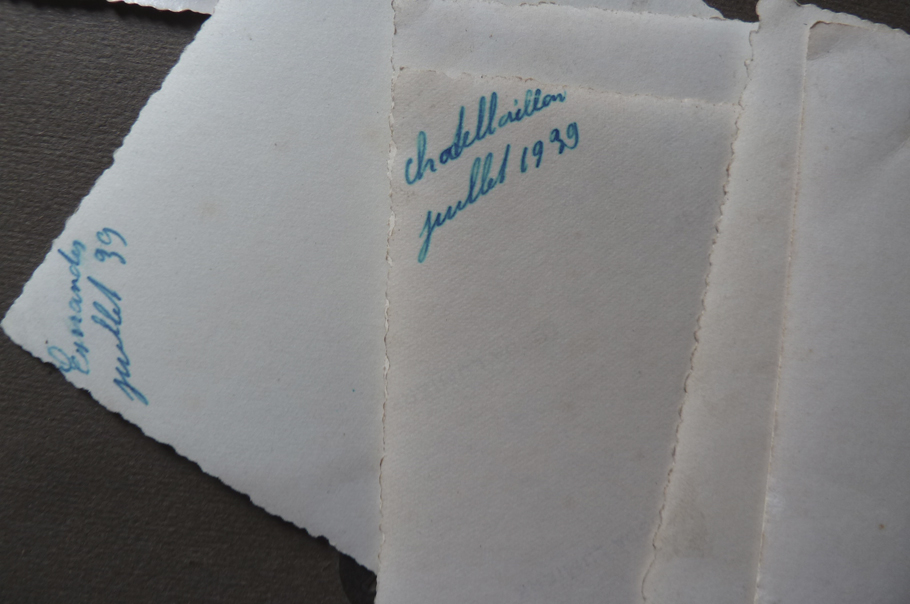 Esnandes
juillet 39
chatellaillon
juillet 1939